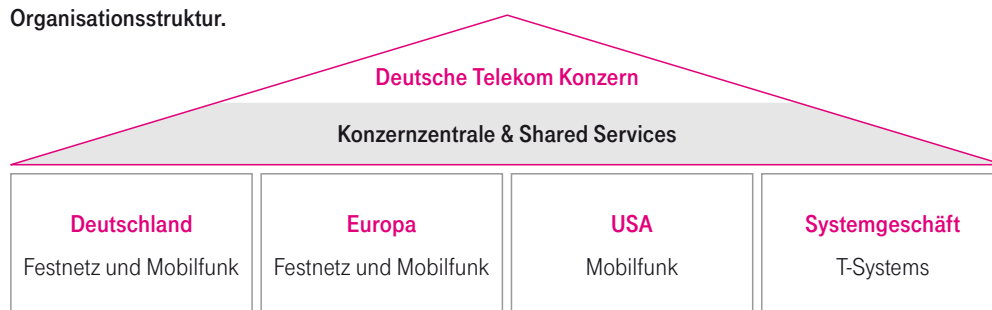 Organisationsstruktur.
Deutsche Telekom Konzern
Konzernzentrale & Shared Services
Deutschland
Festnetz und Mobilfunk
Europa
Festnetz und Mobilfunk
USA
Mobilfunk
Systemgeschäft
T-Systems